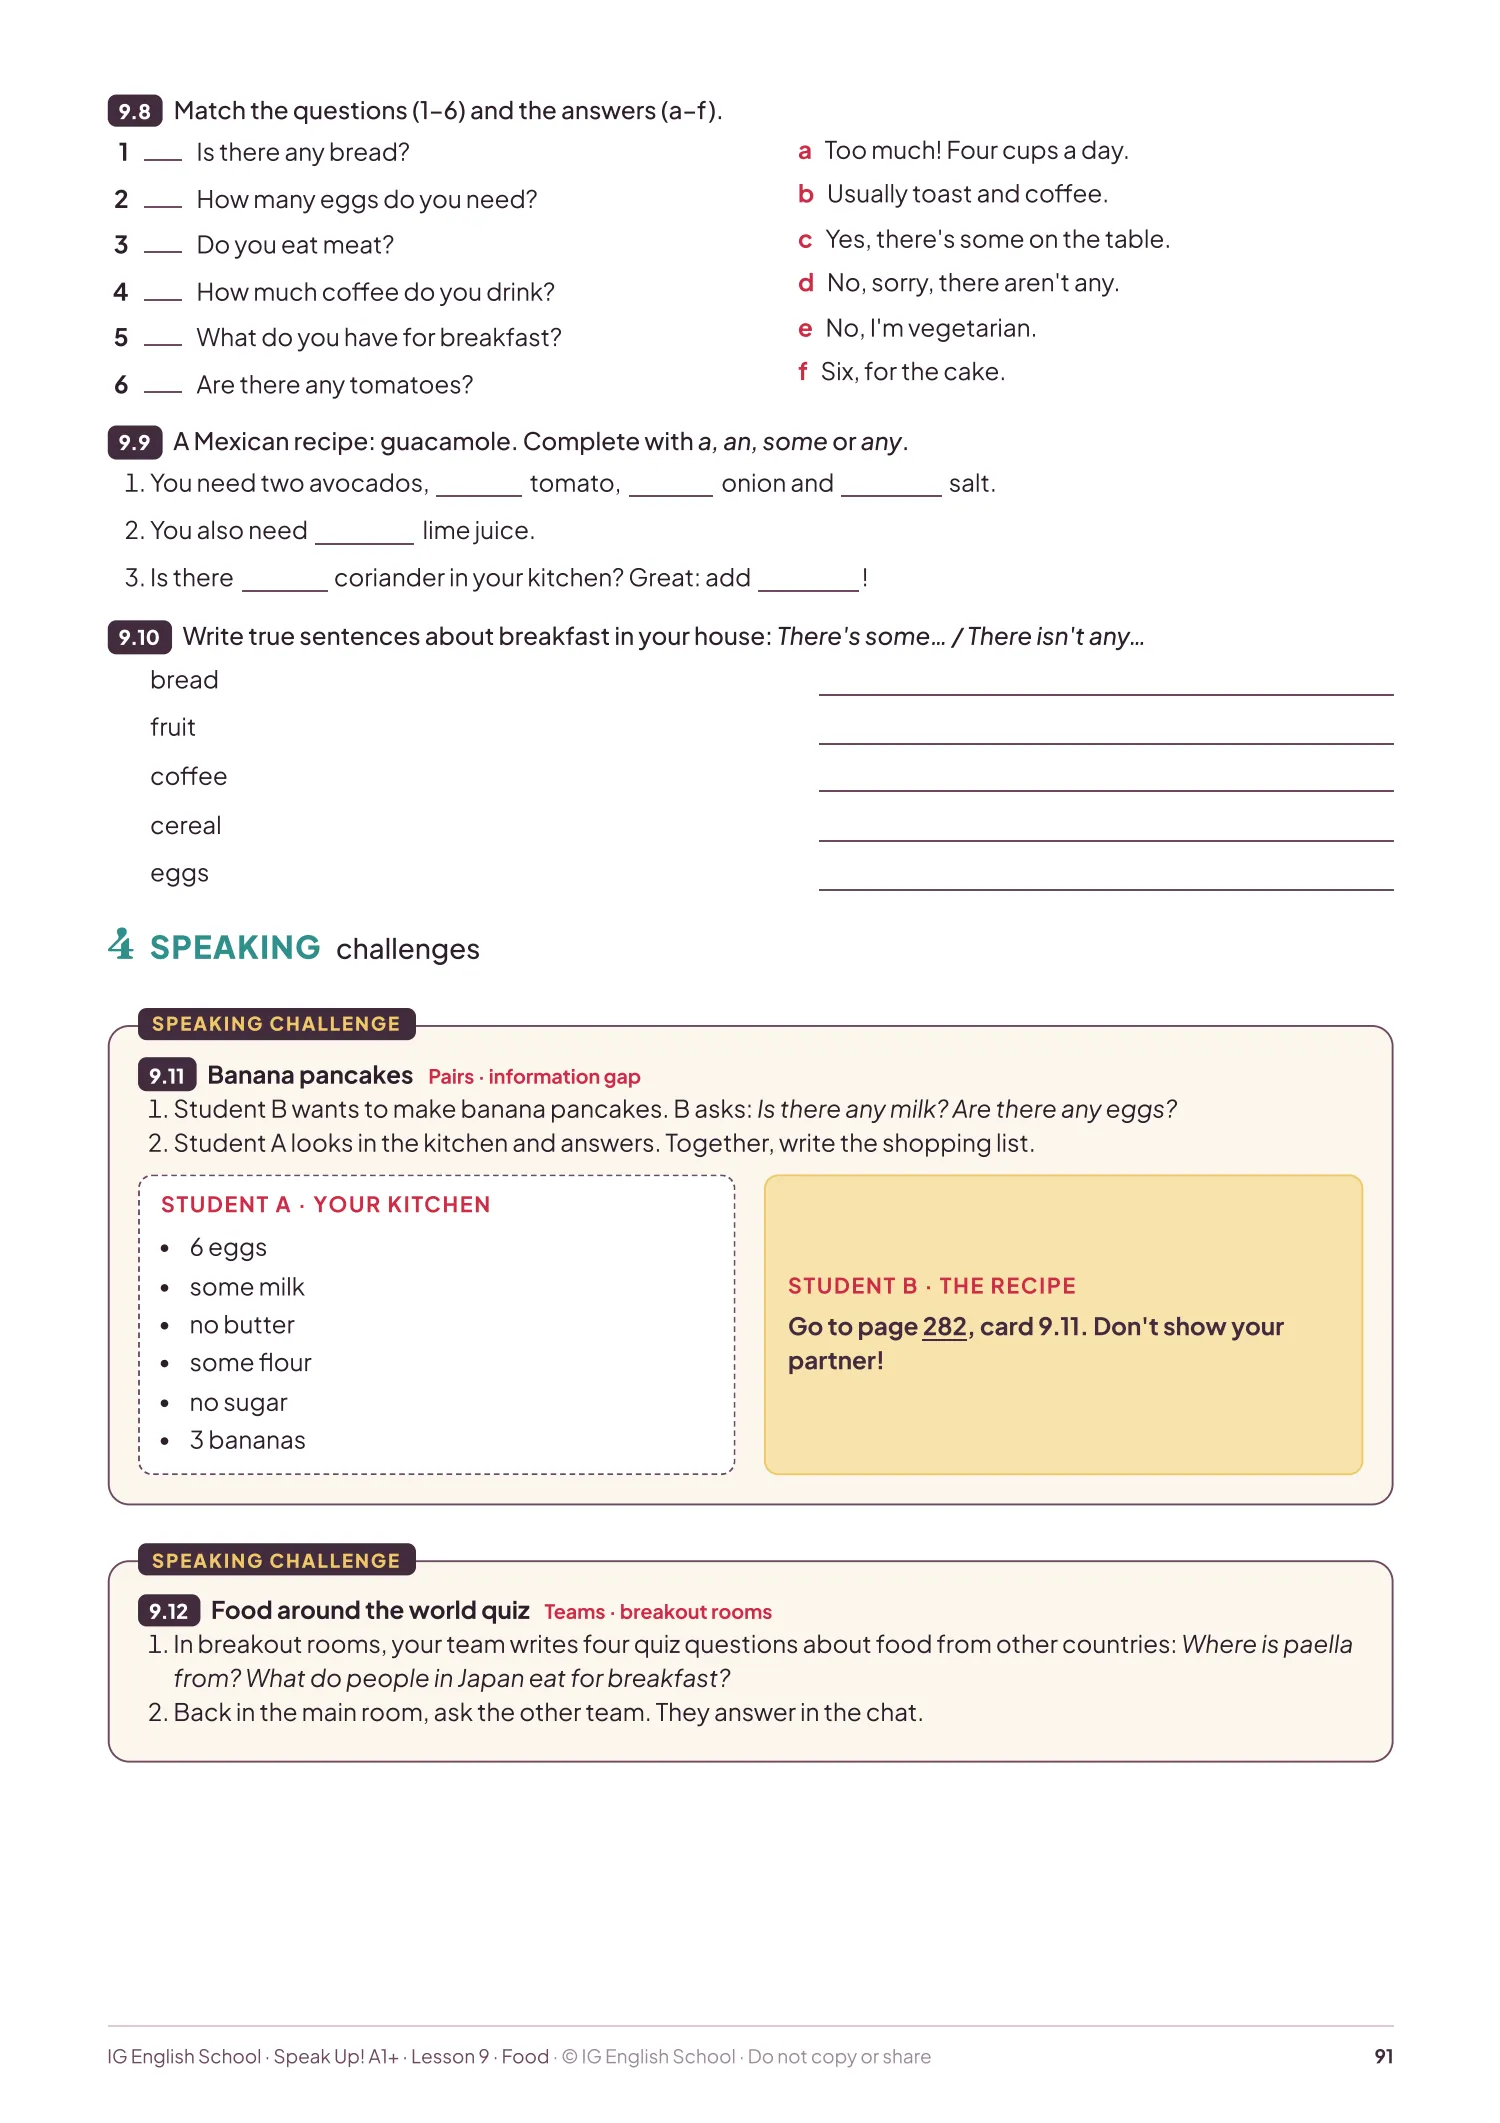 9.8 Match the questions (1–6) and the answers (a–f).
1 ___ Is there any bread?
2 ___ How many eggs do you need?
3 ___ Do you eat meat?
4 ___ How much coffee do you drink?
5 ___ What do you have for breakfast?
6 ___ Are there any tomatoes?
a Too much! Four cups a day.
b Usually toast and coffee.
c Yes, there's some on the table.
d No, sorry, there aren't any.
e No, I'm vegetarian.
f Six, for the cake.
9.9 A Mexican recipe: guacamole. Complete with a, an, some or any.
1. You need two avocados, ______ tomato, ______ onion and ______ salt.
2. You also need ______ lime juice.
3. Is there ______ coriander in your kitchen? Great: add ______!
9.10 Write true sentences about breakfast in your house: There's some... / There isn't any...
bread
fruit
coffee
cereal
eggs
4 SPEAKING challenges
SPEAKING CHALLENGE
9.11 Banana pancakes Pairs · information gap
1. Student B wants to make banana pancakes. B asks: Is there any milk? Are there any eggs?
2. Student A looks in the kitchen and answers. Together, write the shopping list.
STUDENT A · YOUR KITCHEN
• 6 eggs
• some milk
• no butter
• some flour
• no sugar
• 3 bananas
STUDENT B · THE RECIPE
Go to page 282, card 9.11. Don't show your
partner!
SPEAKING CHALLENGE
9.12 Food around the world quiz Teams · breakout rooms
1. In breakout rooms, your team writes four quiz questions about food from other countries: Where is paella
from? What do people in Japan eat for breakfast?
2. Back in the main room, ask the other team. They answer in the chat.
IG English School · Speak Up! A1+ · Lesson 9 · Food · © IG English School · Do not copy or share
91